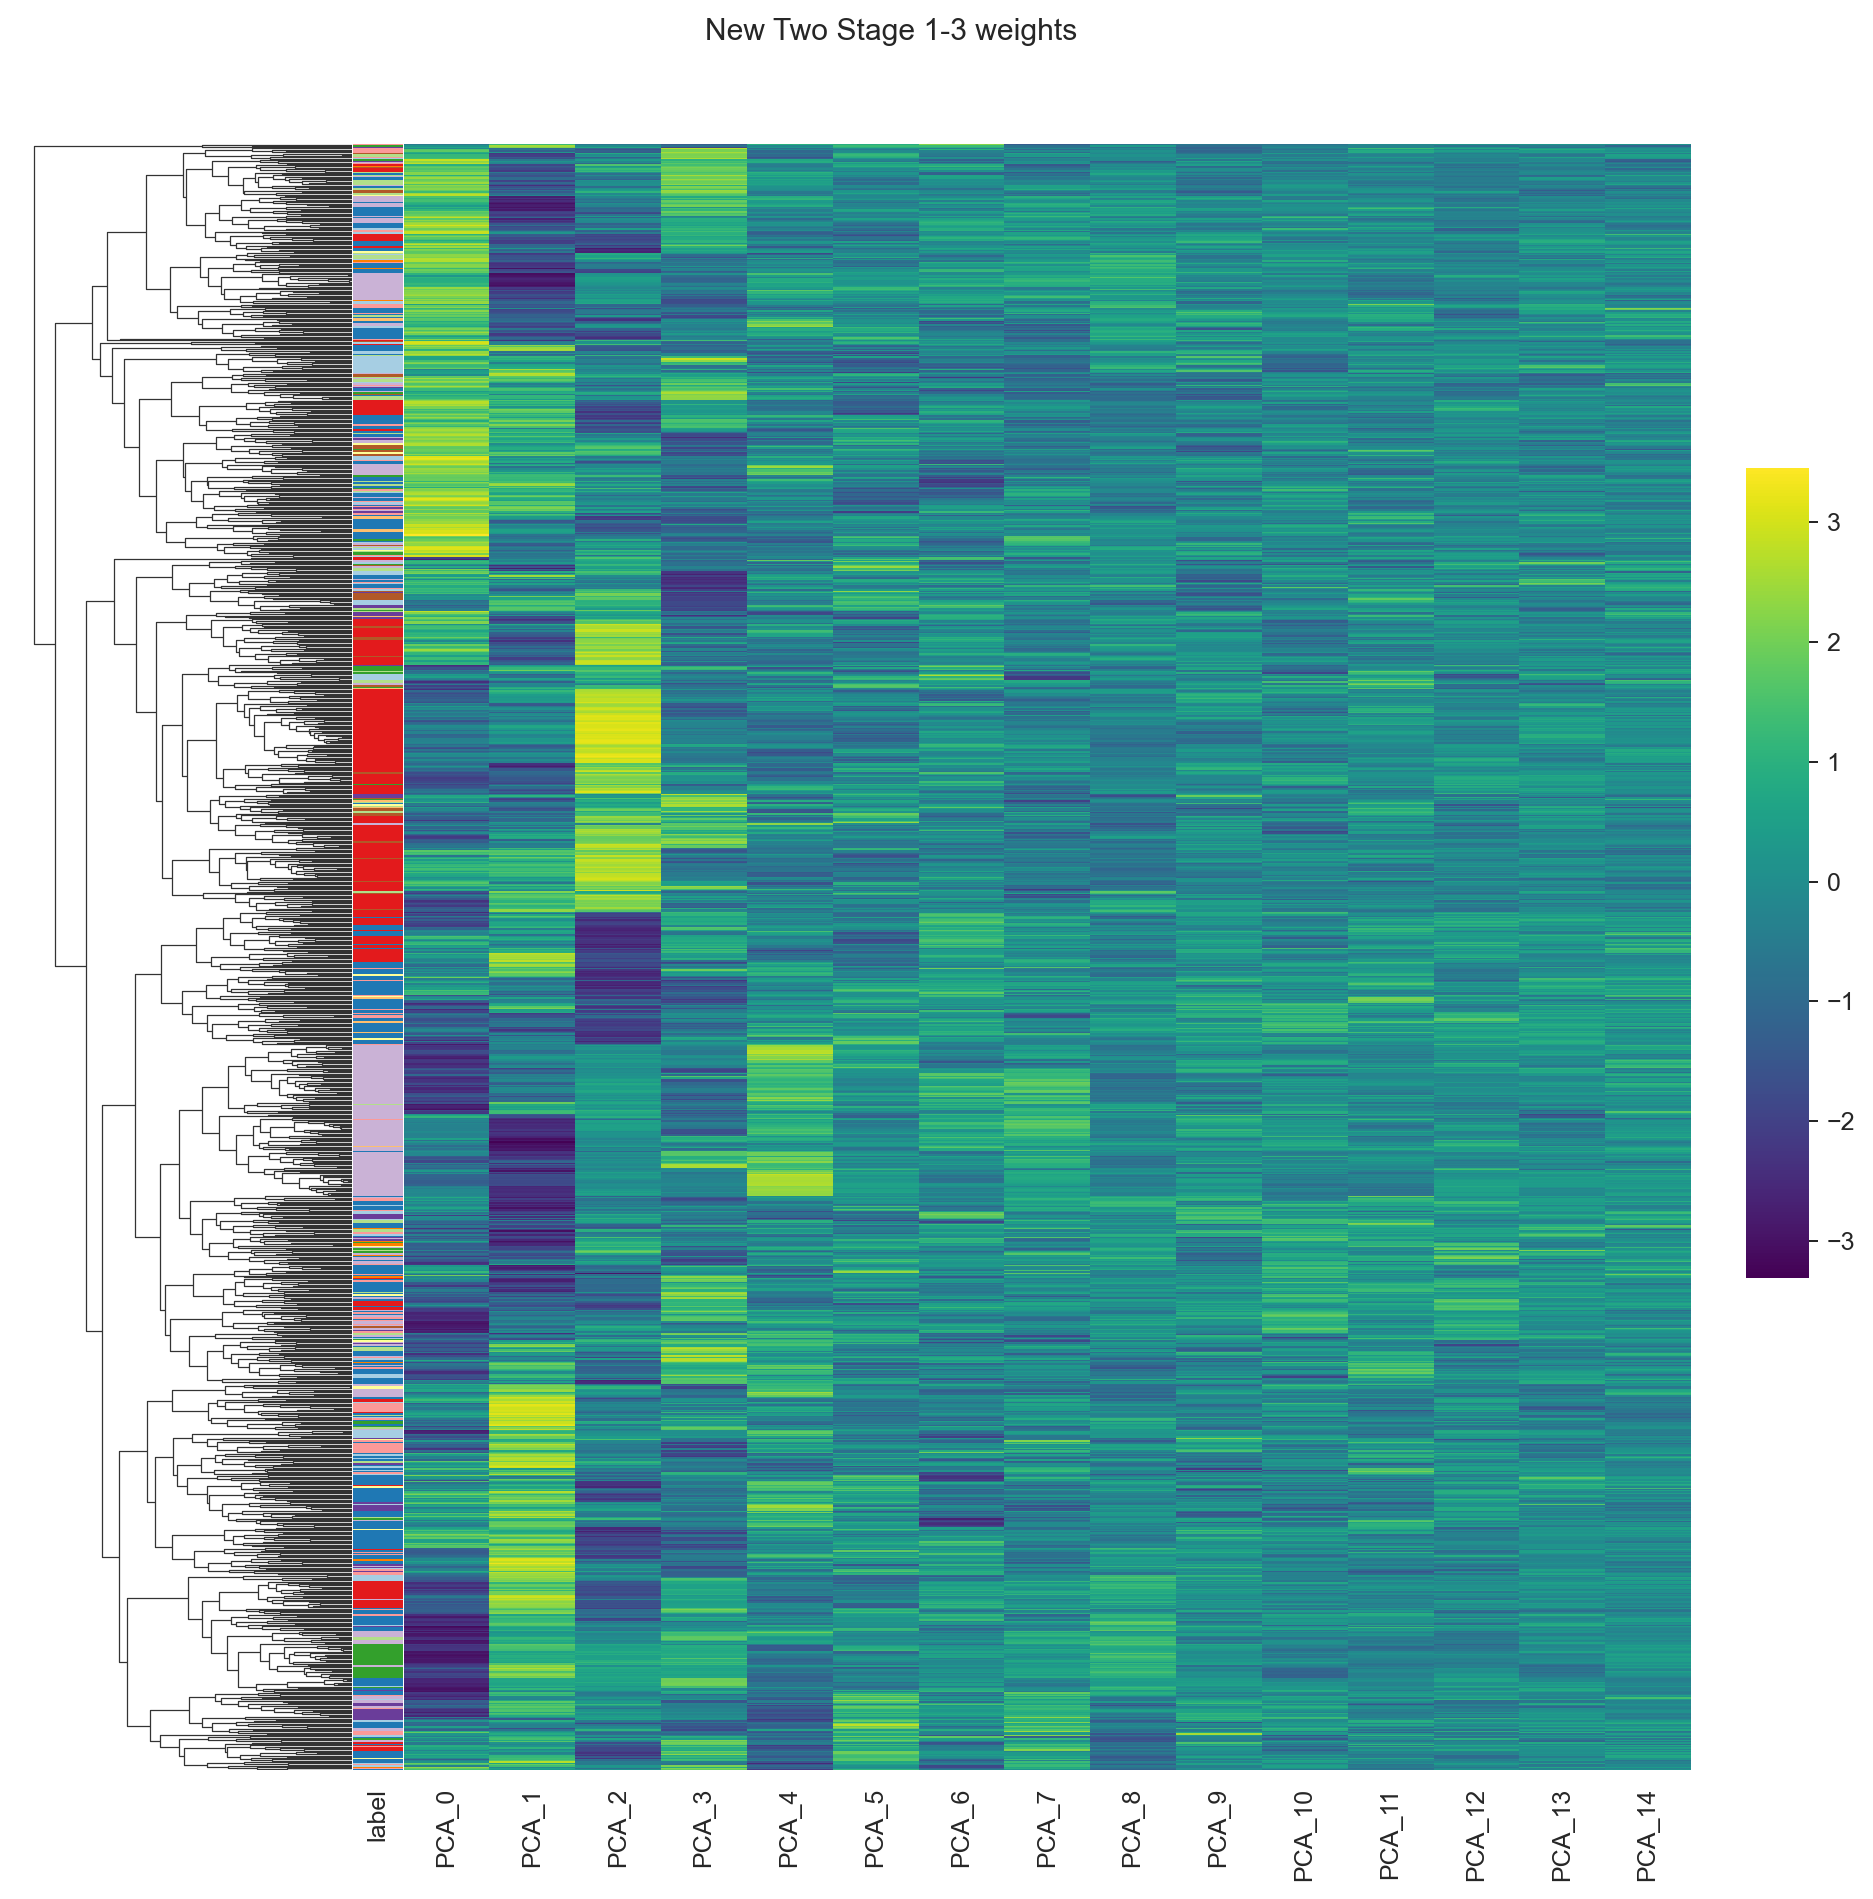 New Two Stage 1-3 weights
3
2
1
0
−1
−2
−3
label
PCA_0
PCA_1
PCA_2
PCA_3
PCA_4
PCA_5
PCA_6
PCA_7
PCA_8
PCA_9
PCA_10
PCA_11
PCA_12
PCA_13
PCA_14